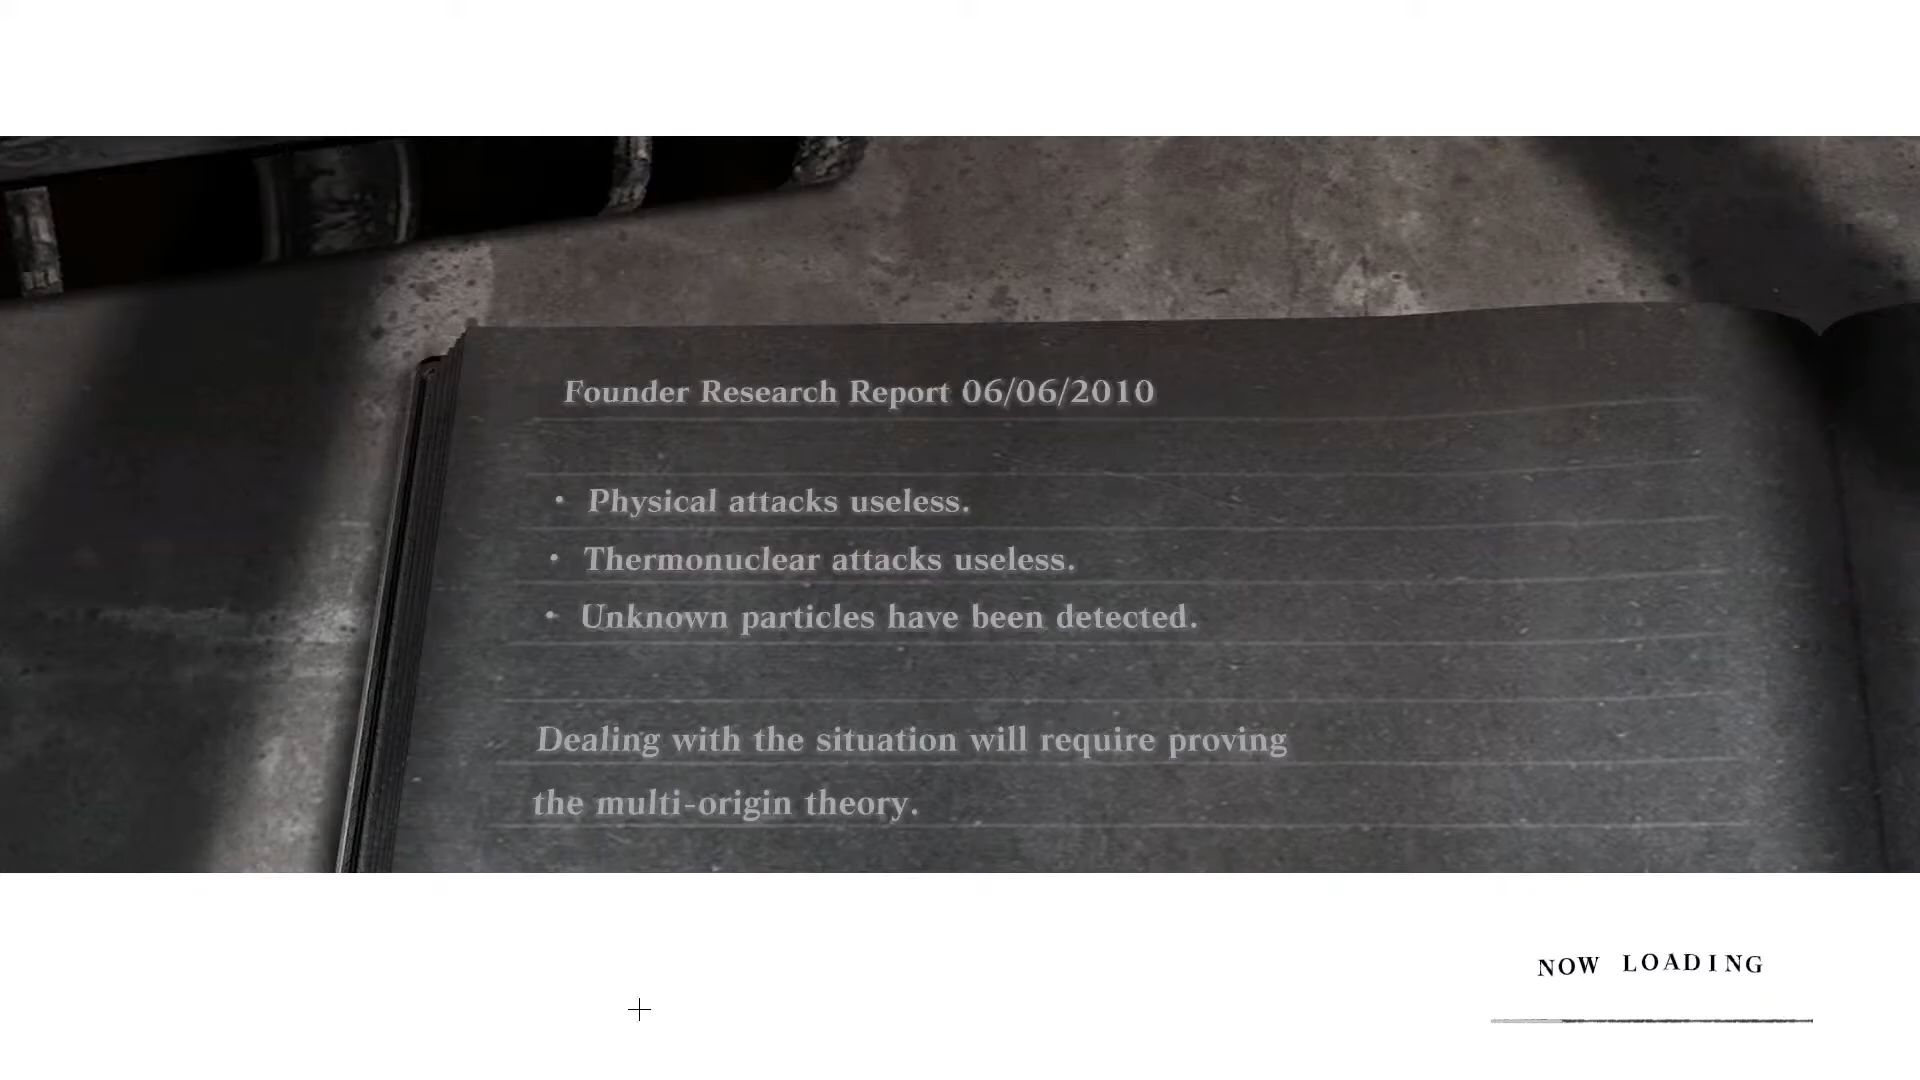 Founder Research Report 06/06/2010
・ Physical attacks useless.
・ Thermonuclear attacks useless.
・ Unknown particles have been detected.
Dealing with the situation will require proving
the multi-origin theory.
NOW LOADING